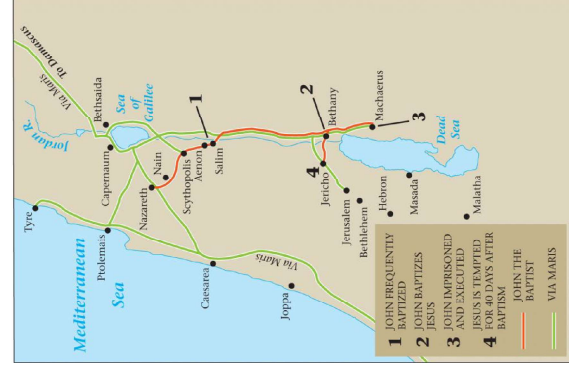 Tyre
Ptolemais
Mediterranean
Sea
Caesarea
Joppa
Via Maris
To Damascus
Via Maris
Jordan R.
Bethsaida
Capernaum
Sea
of
Galilee
Nazareth
Nain
Scythopolis
Aenon
Salim
1
2
Bethany
Machaerus
3
4
Jericho
Jerusalem
Bethlehem
Hebron
Masada
Malatha
Dead
Sea
1 JOHN FREQUENTLY
BAPTIZED
2 JOHN BAPTIZES
JESUS
3 JOHN IMPRISONED
AND EXECUTED
4 JESUS IS TEMPTED
FOR 40 DAYS AFTER
BAPTISM
JOHN THE
BAPTIST
VIA MARIS